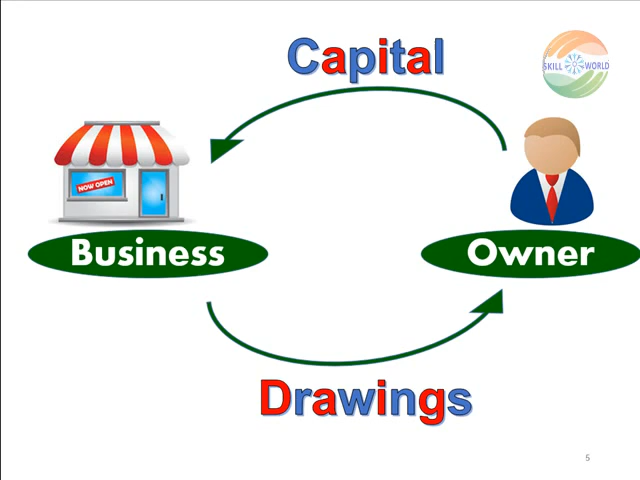 Capital
SKILL WORLD
NOW OPEN
Business
Owner
Drawings
5